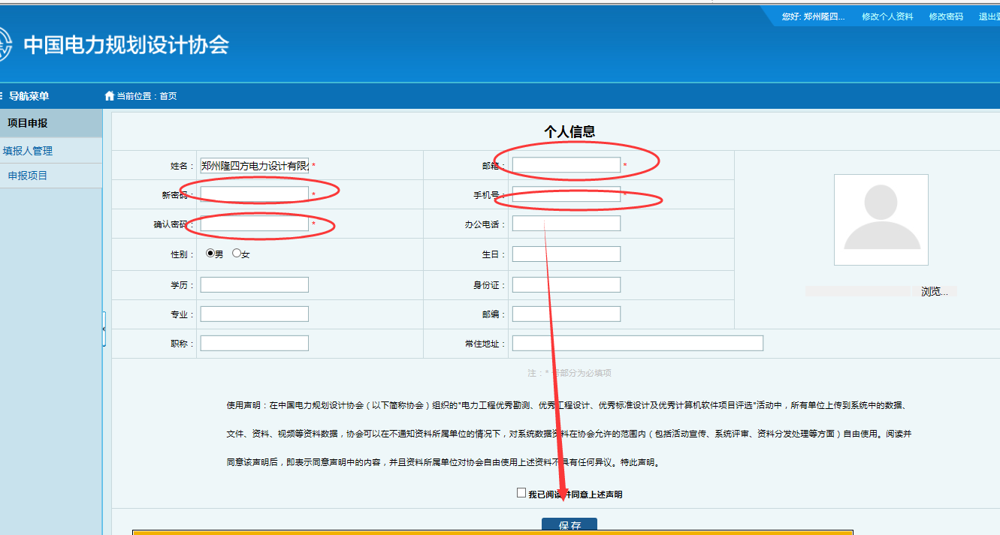 您好: 郑州隆四... 修改个人资料 修改密码 退出
中国电力规划设计协会
导航菜单 当前位置：首页
项目申报
填报人管理
申报项目
个人信息
姓名： 郑州隆四方电力设计有限 * 邮箱： *
新密码： * 手机号： *
确认密码： * 办公电话：
性别： 男 女 生日：
学历： 身份证：
专业： 邮编：
职称： 常住地址：
浏览...
注：* 号部分为必填项
使用声明：在中国电力规划设计协会（以下简称协会）组织的"电力工程优秀勘测、优秀工程设计、优秀标准设计及优秀计算机软件项目评选"活动中，所有单位上传到系统中的数据、
文件、资料、视频等资料数据，协会可以在不通知资料所属单位的情况下，对系统数据资料在协会允许的范围内（包括活动宣传、系统评审、资料分发处理等方面）自由使用。阅读并
同意该声明后，即表示同意声明中的内容，并且资料所属单位对协会自由使用上述资料不具有任何异议。特此声明。
我已阅读并同意上述声明
保存